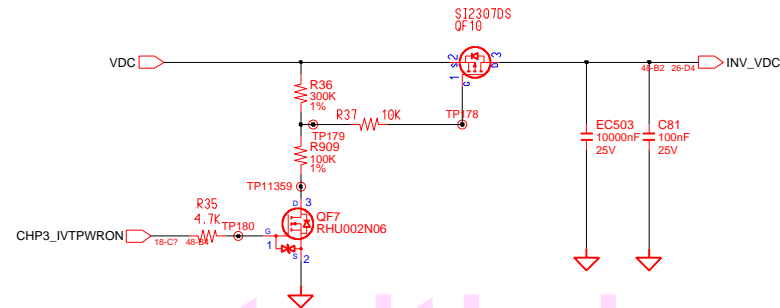 SI2307DS
QF10
VDC
2
S
D
3
48-B2 26-D4
INV_VDC
1
G
R36
300K
1%
R37
10K
TP178
TP179
EC503
10000nF
25V
C81
100nF
25V
R909
100K
1%
TP11359
D
3
R35
4.7K
TP180
G
QF7
RHU002N06
CHP3_IVTPWRON
18-C? 48-B4
1
S
2